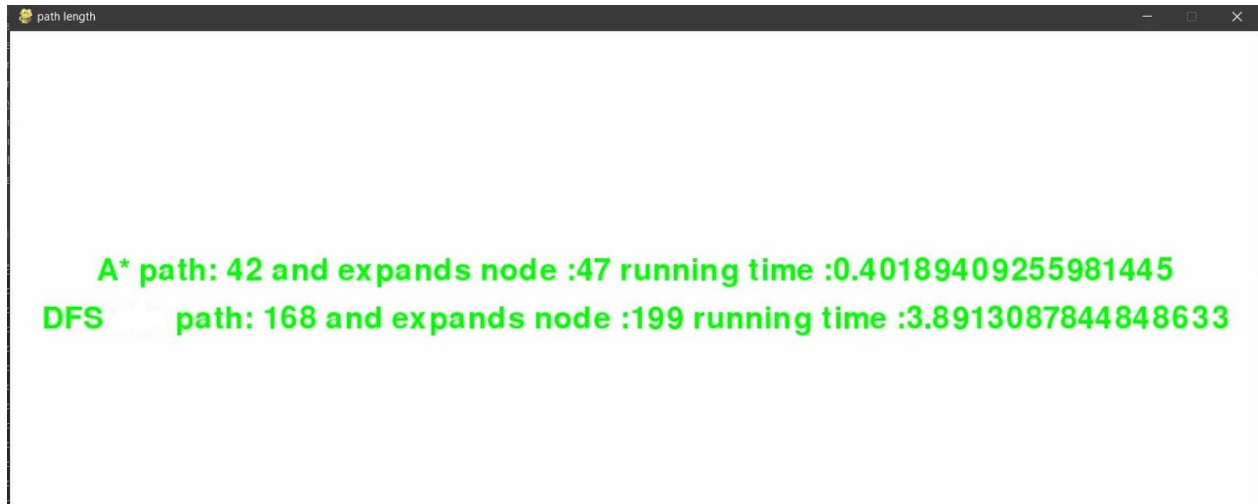 path length
A* path: 42 and expands node :47 running time :0.40189409255981445
DFS path: 168 and expands node :199 running time :3.8913087844848633